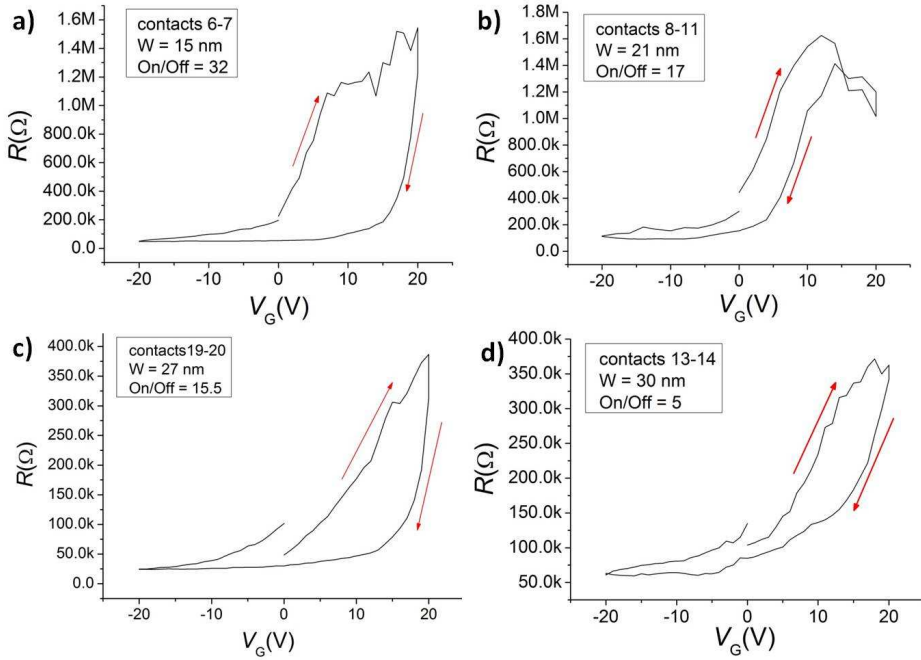 a)
contacts 6-7
W = 15 nm
On/Off = 32
1.6M
1.4M
1.2M
1.0M
800.0k
600.0k
400.0k
200.0k
0.0
R(Ω)
-20 -10 0 10 20
V_G(V)
b)
contacts 8-11
W = 21 nm
On/Off = 17
1.8M
1.6M
1.4M
1.2M
1.0M
800.0k
600.0k
400.0k
200.0k
0.0
R(Ω)
-20 -10 0 10 20
V_G(V)
c)
contacts19-20
W = 27 nm
On/Off = 15.5
400.0k
350.0k
300.0k
250.0k
200.0k
150.0k
100.0k
50.0k
0.0
R(Ω)
-20 -10 0 10 20
V_G(V)
d)
contacts 13-14
W = 30 nm
On/Off = 5
400.0k
350.0k
300.0k
250.0k
200.0k
150.0k
100.0k
50.0k
R(Ω)
-20 -10 0 10 20
V_G(V)